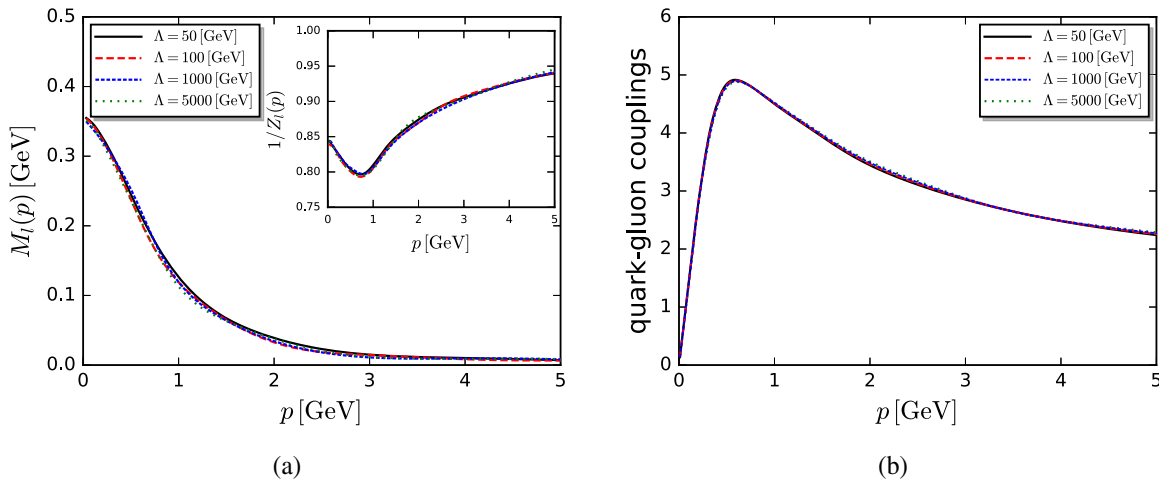 0.5
0.4
0.3
0.2
0.1
0.0
M_l(p) [GeV]
0 1 2 3 4 5
p [GeV]
Λ = 50 [GeV]
Λ = 100 [GeV]
Λ = 1000 [GeV]
Λ = 5000 [GeV]
1.00
0.95
0.90
0.85
0.80
0.75
1/Z_l(p)
0 1 2 3 4 5
p [GeV]
(a)
6
5
4
3
2
1
0
quark-gluon couplings
0 1 2 3 4 5
p [GeV]
Λ = 50 [GeV]
Λ = 100 [GeV]
Λ = 1000 [GeV]
Λ = 5000 [GeV]
(b)